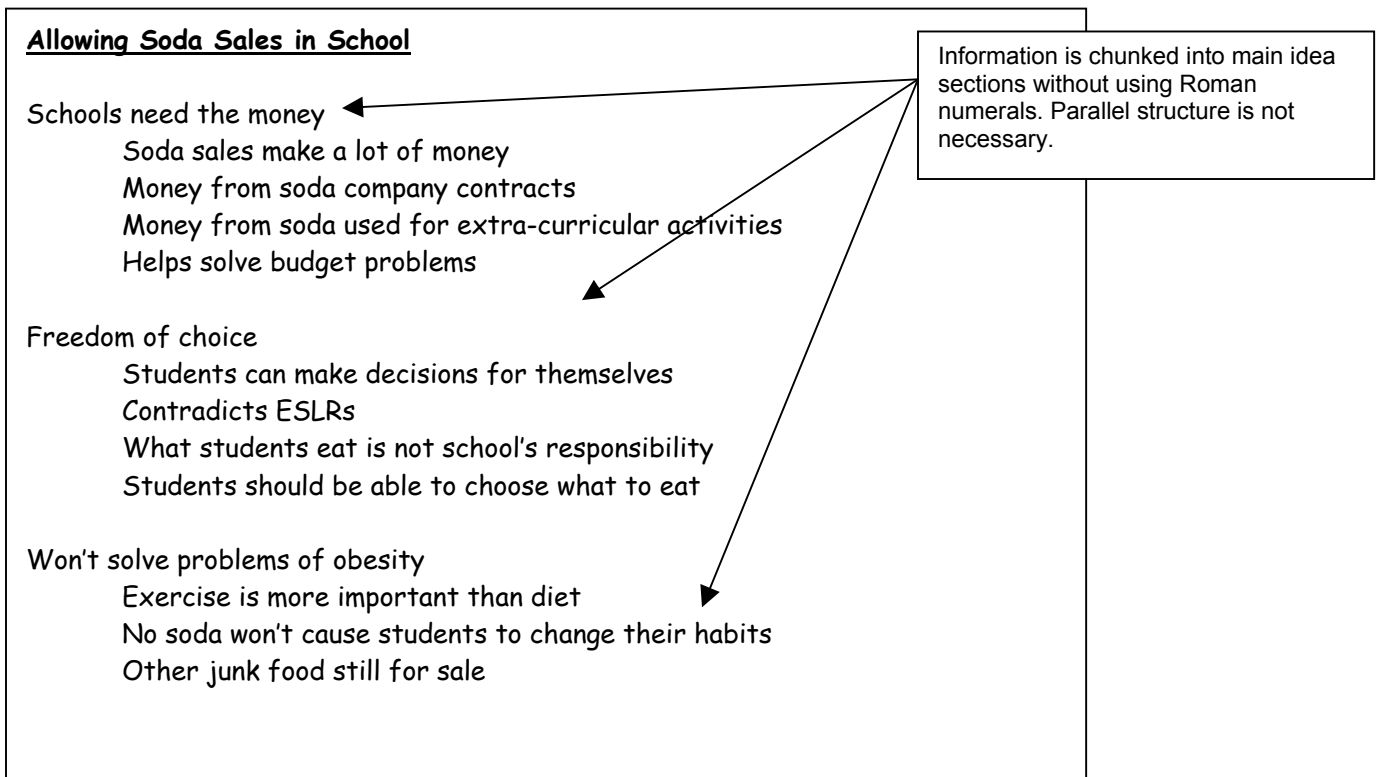 Allowing Soda Sales in School
Information is chunked into main idea
sections without using Roman
numerals. Parallel structure is not
necessary.
Schools need the money
Soda sales make a lot of money
Money from soda company contracts
Money from soda used for extra-curricular activities
Helps solve budget problems
Freedom of choice
Students can make decisions for themselves
Contradicts ESLRs
What students eat is not school's responsibility
Students should be able to choose what to eat
Won't solve problems of obesity
Exercise is more important than diet
No soda won't cause students to change their habits
Other junk food still for sale